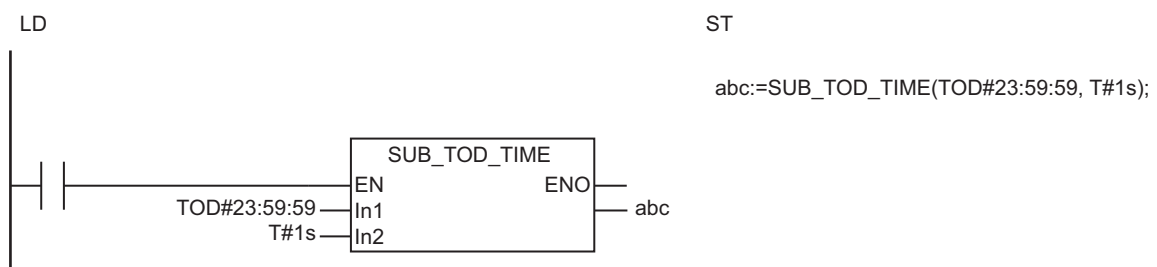 LD
ST
abc:=SUB_TOD_TIME(TOD#23:59:59, T#1s);
SUB_TOD_TIME
EN ENO
TOD#23:59:59 In1 abc
T#1s In2